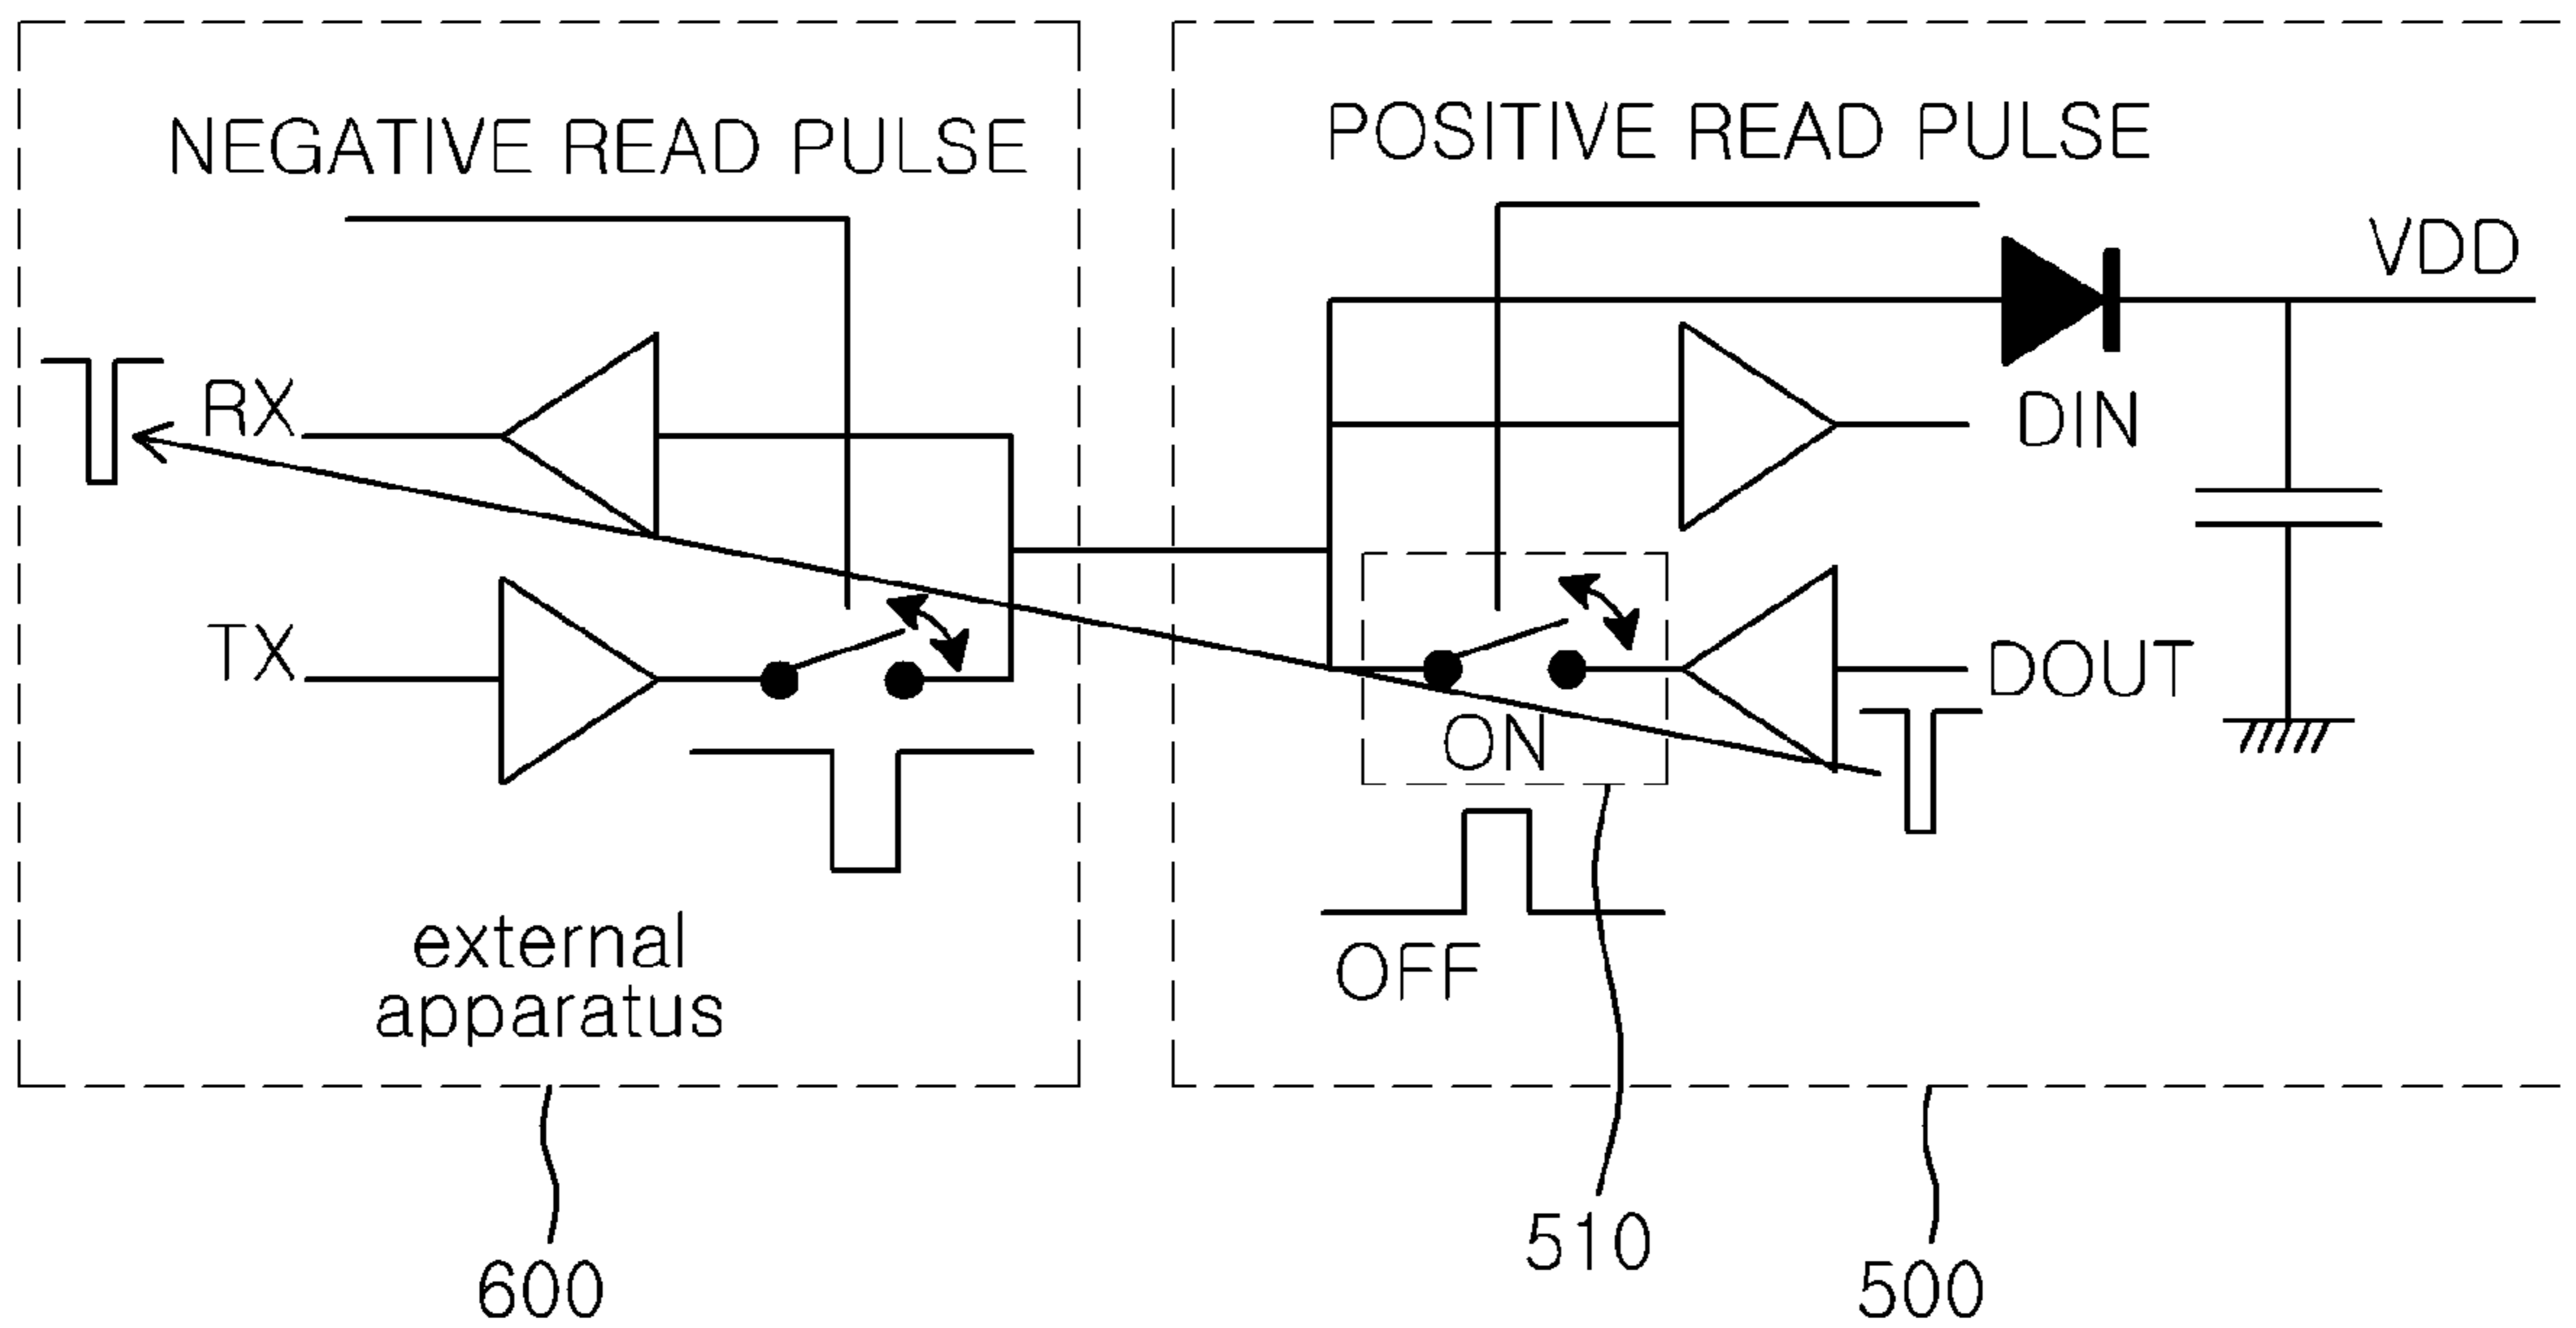 NEGATIVE READ PULSE
POSITIVE READ PULSE
VDD
RX
DIN
TX
DOUT
ON
external
apparatus
OFF
510
600
500